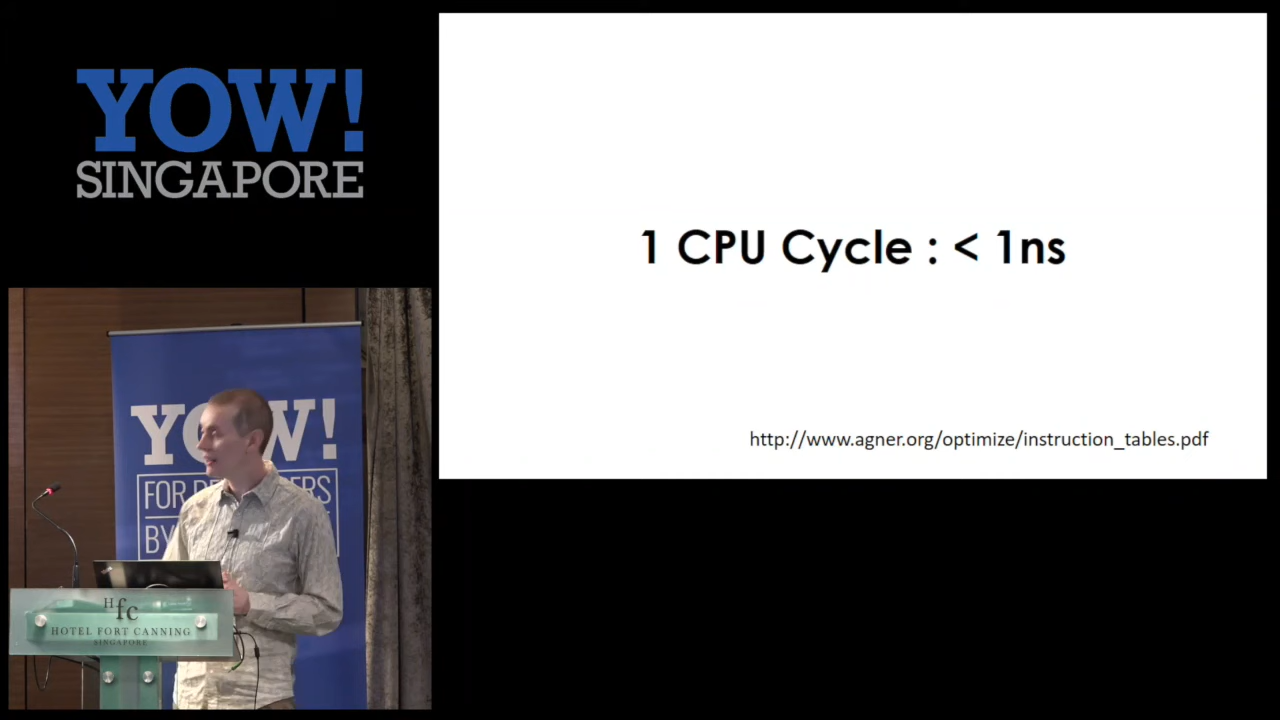 YOW!
SINGAPORE
1 CPU Cycle : < 1ns
http://www.agner.org/optimize/instruction_tables.pdf
YOW!
FOR
BY
Hfc
HOTEL FORT CANNING
SINGAPORE